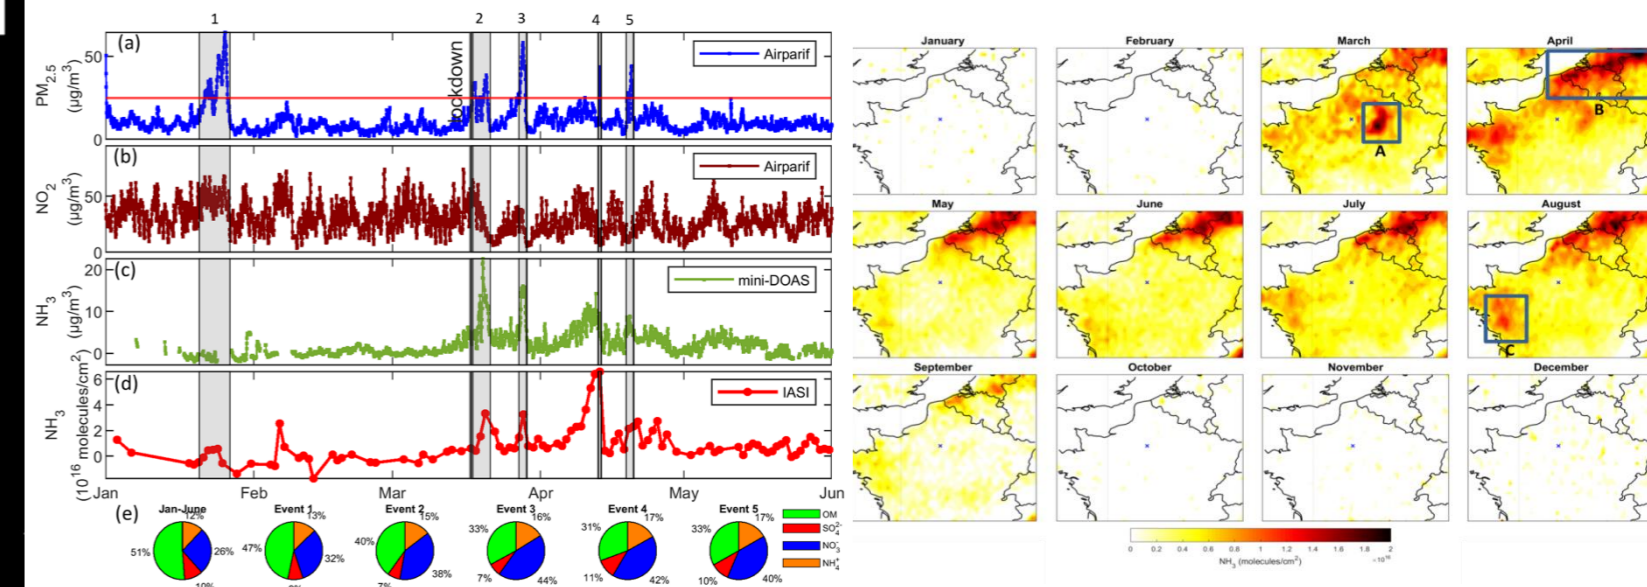 1 2 3 4 5
(a)
50
0
PM2.5
(µg/m³)
Airparif
lockdown
(b)
50
0
NO2
(µg/m³)
Airparif
(c)
20
10
0
NH3
(µg/m³)
mini-DOAS
(d)
6
4
2
0
NH3
(10^16 molecules/cm²)
IASI
Jan Feb Mar Apr May Jun
(e)
Jan-June Event 1 Event 2 Event 3 Event 4 Event 5
12% 26% 51%
13% 32% 47%
15% 38% 7% 40%
16% 44% 7% 33%
17% 42% 11% 31%
17% 40% 10% 33%
OM
SO4^2-
NO3^-
NH4^+
January February March April
A
B
May June July August
C
September October November December
0 0.2 0.4 0.6 0.8 1 1.2 1.4 1.6 1.8 2
×10^16
NH3 (molecules/cm²)